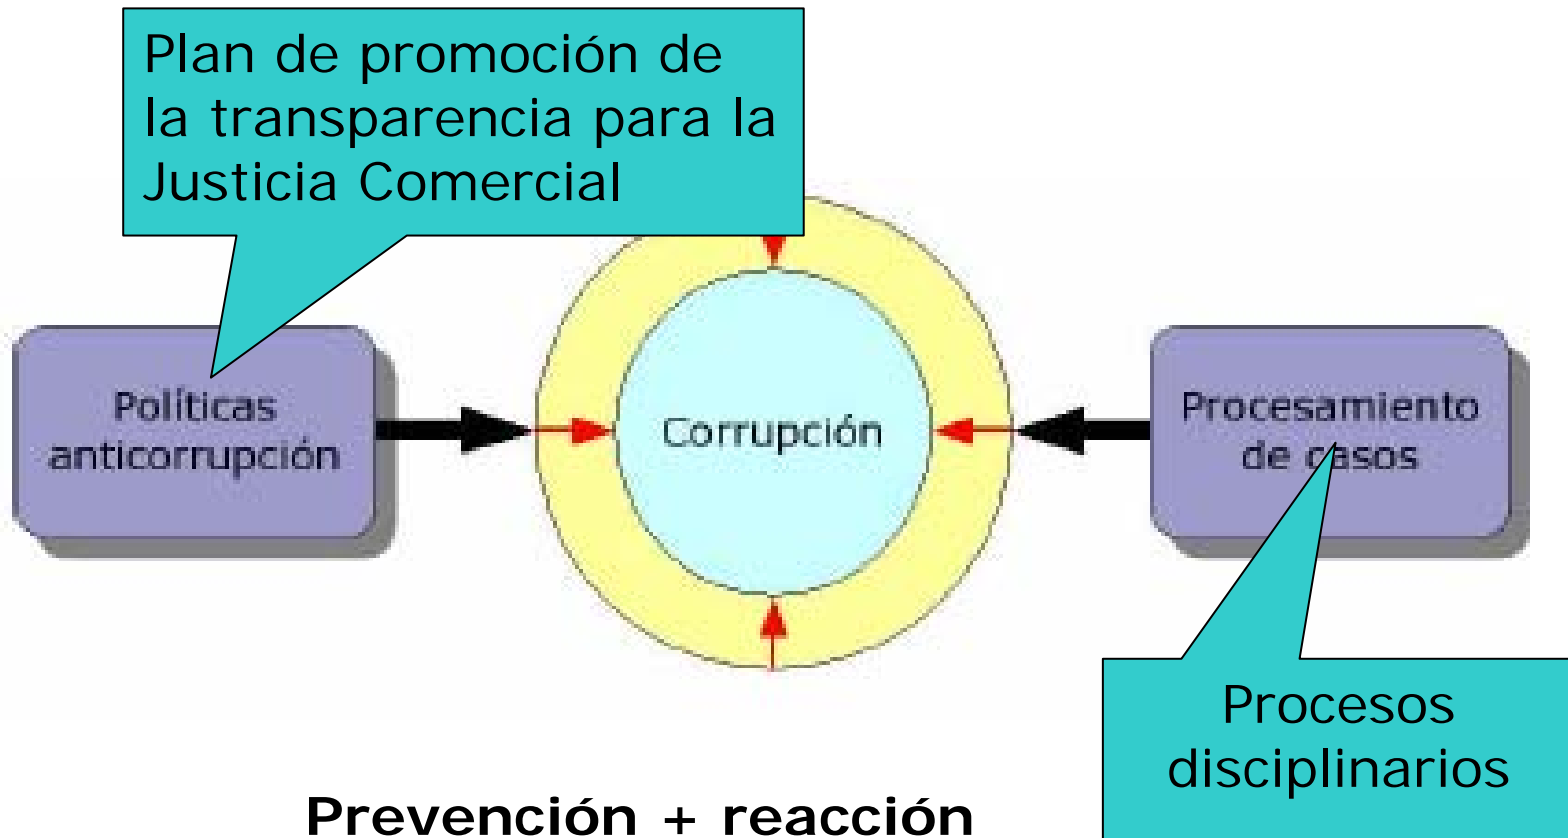 Plan de promoción de
la transparencia para la
Justicia Comercial
Políticas
anticorrupción
Corrupción
Procesamiento
de casos
Procesos
disciplinarios
Prevención + reacción